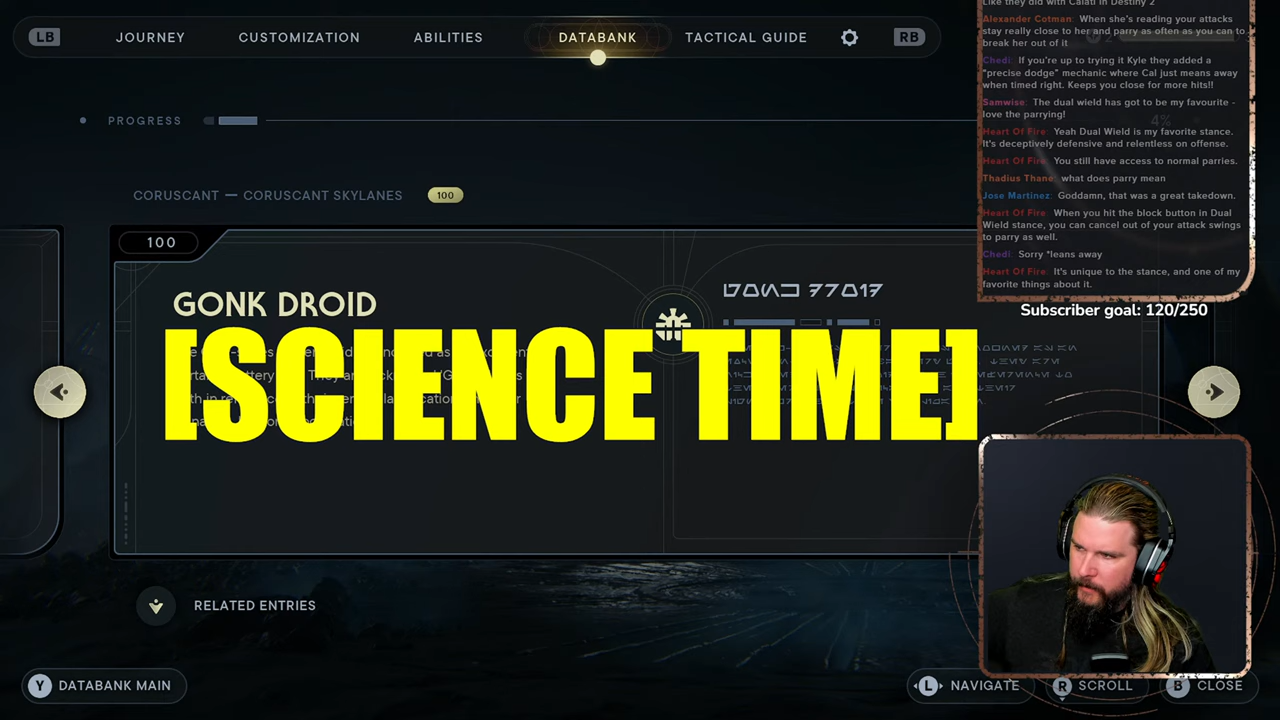 LB
JOURNEY
CUSTOMIZATION
ABILITIES
DATABANK
TACTICAL GUIDE
RB
PROGRESS
4%
CORUSCANT — CORUSCANT SKYLANES
100
100
GONK DROID
[SCIENCE TIME]
RELATED ENTRIES
Y DATABANK MAIN
L NAVIGATE
R SCROLL
B CLOSE
Like they did with Calati in Destiny 2
Alexander Cotman: When she's reading your attacks
stay really close to her and parry as often as you can to
break her out of it
Chedi: If you're up to trying it Kyle they added a
"precise dodge" mechanic where Cal just means away
when timed right. Keeps you close for more hits!!
Samwise: The dual wield has got to be my favourite -
love the parrying!
Heart Of Fire: Yeah Dual Wield is my favorite stance.
It's deceptively defensive and relentless on offense.
Heart Of Fire: You still have access to normal parries.
Thadius Thane: what does parry mean
Jose Martinez: Goddamn, that was a great takedown.
Heart Of Fire: When you hit the block button in Dual
Wield stance, you can cancel out of your attack swings
to parry as well.
Chedi: Sorry *leans away
Heart Of Fire: It's unique to the stance, and one of my
favorite things about it.
Subscriber goal: 120/250